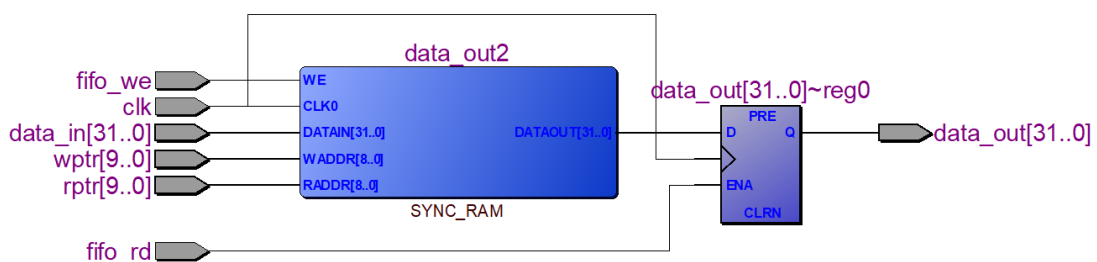 data_out2
fifo_we
WE
clk
CLK0
data_in[31..0]
DATAIN[31..0]
DATAOUT[31..0]
wptr[9..0]
WADDR[8..0]
rptr[9..0]
RADDR[8..0]
SYNC_RAM
data_out[31..0]~reg0
PRE
D
Q
ENA
CLRN
data_out[31..0]
fifo_rd